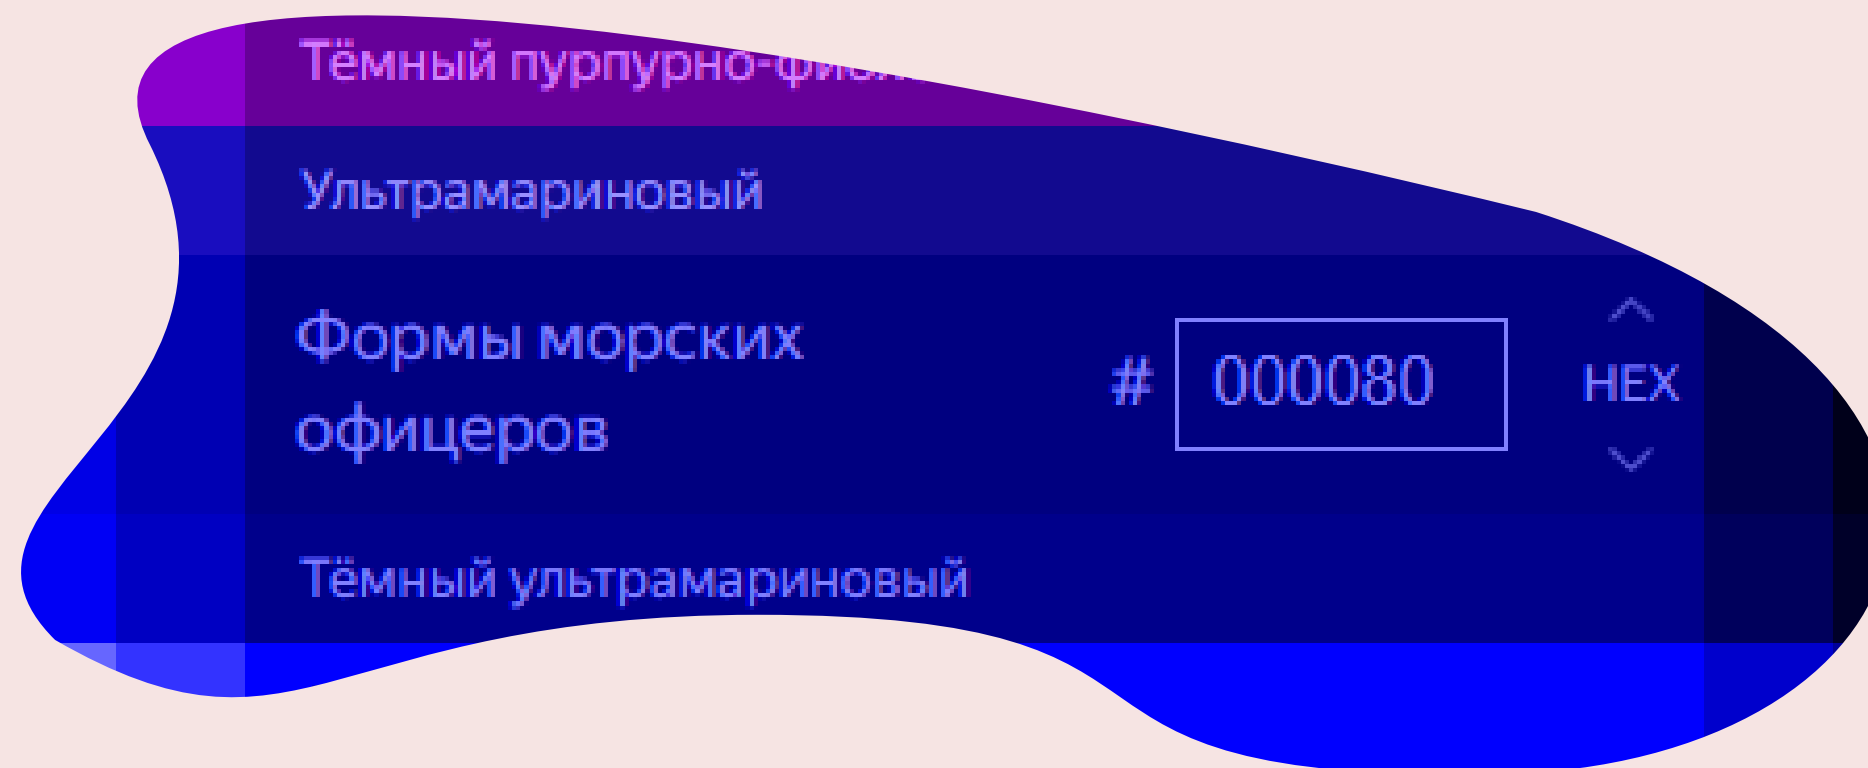 Тёмный пурпурно-
Ультрамариновый
Формы морских
офицеров
# 000080
HEX
Тёмный ультрамариновый